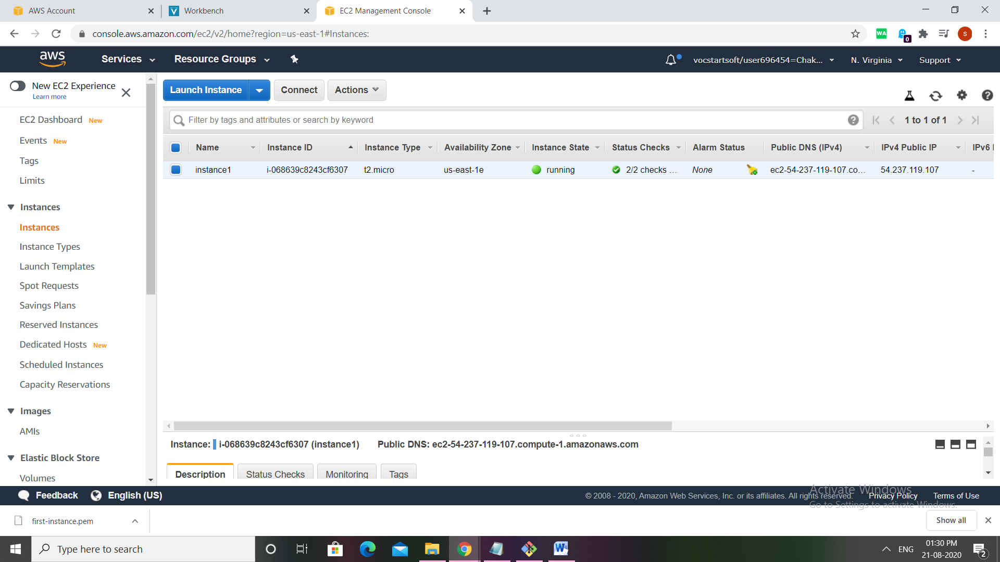 AWS Account
Workbench
EC2 Management Console
console.aws.amazon.com/ec2/v2/home?region=us-east-1#Instances:
WA
0
S
aws
Services
Resource Groups
vocstartsoft/user696454=Chak...
N. Virginia
Support
New EC2 Experience
Learn more
EC2 Dashboard New
Events New
Tags
Limits
Instances
Instances
Instance Types
Launch Templates
Spot Requests
Savings Plans
Reserved Instances
Dedicated Hosts New
Scheduled Instances
Capacity Reservations
Images
AMIs
Elastic Block Store
Volumes
Launch Instance
Connect
Actions
Filter by tags and attributes or search by keyword
1 to 1 of 1
Name Instance ID Instance Type Availability Zone Instance State Status Checks Alarm Status Public DNS (IPv4) IPv4 Public IP IPv6
instance1 i-068639c8243cf6307 t2.micro us-east-1e running 2/2 checks ... None ec2-54-237-119-107.co... 54.237.119.107 -
Instance: i-068639c8243cf6307 (instance1) Public DNS: ec2-54-237-119-107.compute-1.amazonaws.com
Description Status Checks Monitoring Tags
Feedback English (US)
© 2008 - 2020, Amazon Web Services, Inc. or its affiliates. All rights reserved. Privacy Policy Terms of Use
Activate Windows
Go to Settings to activate Windows.
first-instance.pem
Show all
Type here to search
ENG
01:30 PM
21-08-2020
2